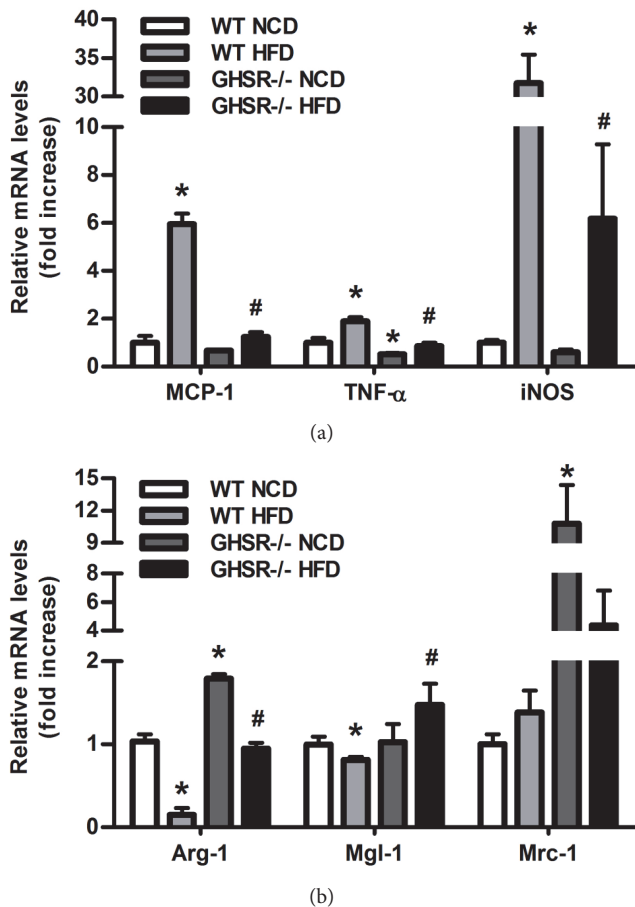 WT NCD
WT HFD
GHSR-/- NCD
GHSR-/- HFD
Relative mRNA levels
(fold increase)
40
35
30
10
8
6
4
2
0
*
#
*
*
#
*
#
MCP-1 TNF-α iNOS
(a)
WT NCD
WT HFD
GHSR-/- NCD
GHSR-/- HFD
Relative mRNA levels
(fold increase)
15
12
9
8
6
4
2
1
0
*
*
#
*
#
*
Arg-1 Mgl-1 Mrc-1
(b)